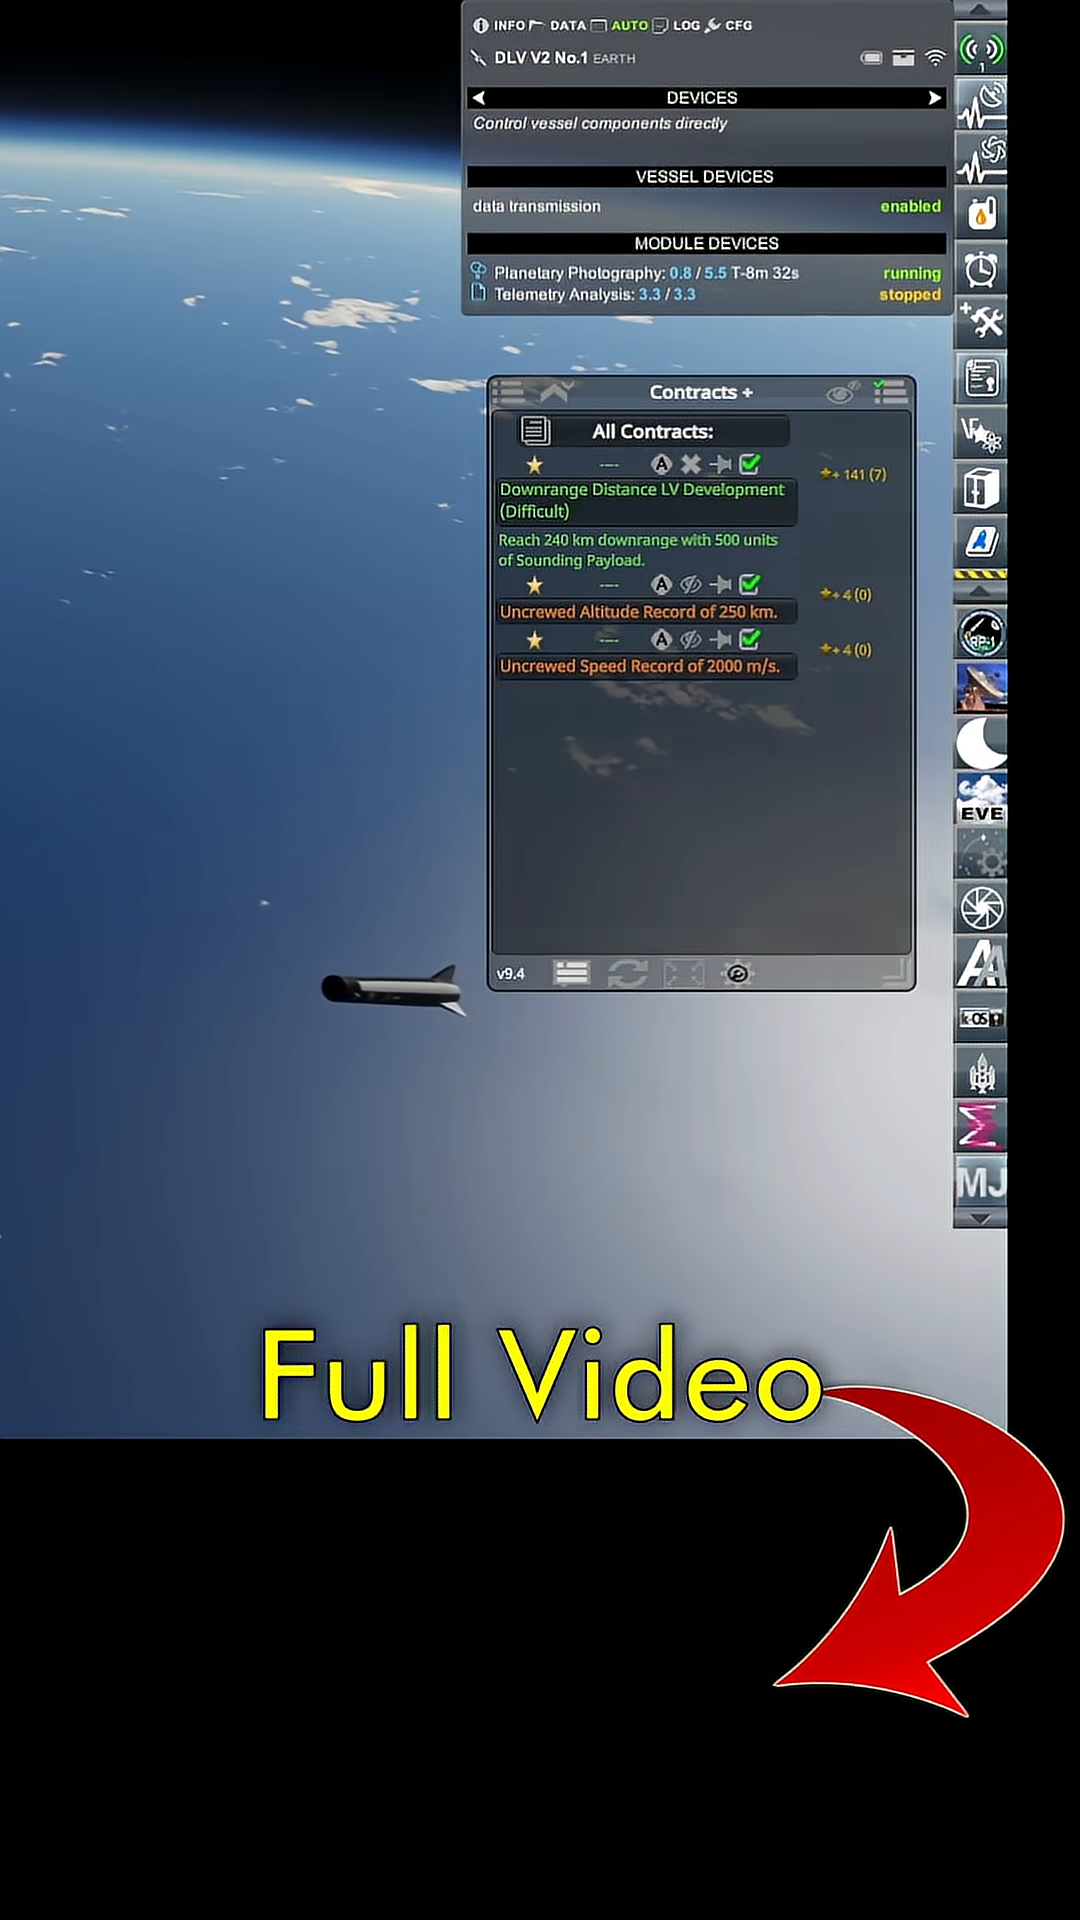 INFO DATA AUTO LOG CFG
1
DLV V2 No.1 EARTH
DEVICES
Control vessel components directly
VESSEL DEVICES
data transmission enabled
MODULE DEVICES
Planetary Photography: 0.8 / 5.5 T-8m 32s running
Telemetry Analysis: 3.3 / 3.3 stopped
Contracts +
All Contracts:
+ 141 (7)
Downrange Distance LV Development
(Difficult)
Reach 240 km downrange with 500 units
of Sounding Payload.
+ 4 (0)
Uncrewed Altitude Record of 250 km.
+ 4 (0)
Uncrewed Speed Record of 2000 m/s.
EVE
v9.4
k-OS
MJ
Full Video